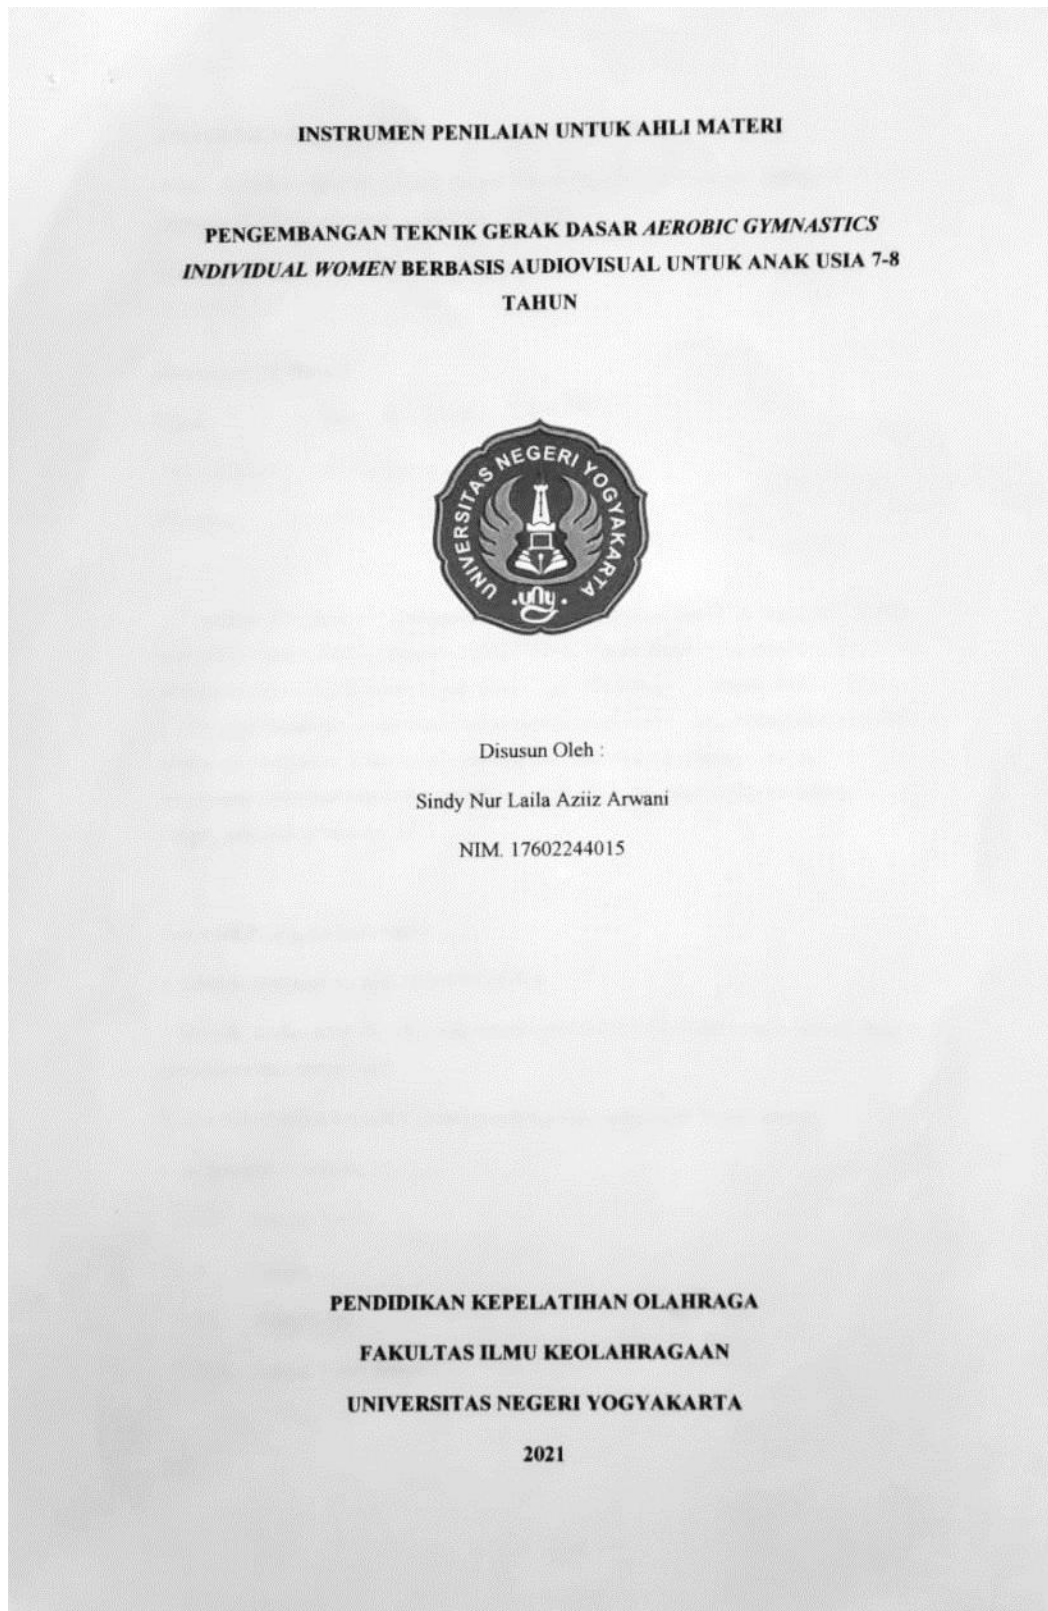 INSTRUMEN PENILAIAN UNTUK AHLI MATERI
PENGEMBANGAN TEKNIK GERAK DASAR AEROBIC GYMNASTICS
INDIVIDUAL WOMEN BERBASIS AUDIOVISUAL UNTUK ANAK USIA 7-8
TAHUN
UNIVERSITAS NEGERI YOGYAKARTA
uny
Disusun Oleh :
Sindy Nur Laila Aziiz Arwani
NIM. 17602244015
PENDIDIKAN KEPELATIHAN OLAHRAGA
FAKULTAS ILMU KEOLAHRAGAAN
UNIVERSITAS NEGERI YOGYAKARTA
2021